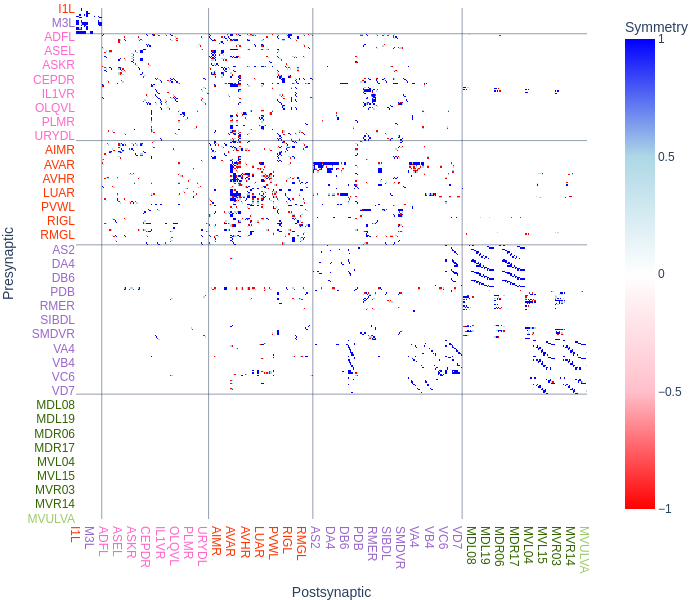 Symmetry
1
0.5
0
−0.5
−1
Presynaptic
I1L
M3L
ADFL
ASEL
ASKR
CEPDR
IL1VR
OLQVL
PLMR
URYDL
AIMR
AVAR
AVHR
LUAR
PVWL
RIGL
RMGL
AS2
DA4
DB6
PDB
RMER
SIBDL
SMDVR
VA4
VB4
VC6
VD7
MDL08
MDL19
MDR06
MDR17
MVL04
MVL15
MVR03
MVR14
MVULVA
I1L
M3L
ADFL
ASEL
ASKR
CEPDR
IL1VR
OLQVL
PLMR
URYDL
AIMR
AVAR
AVHR
LUAR
PVWL
RIGL
RMGL
AS2
DA4
DB6
PDB
RMER
SIBDL
SMDVR
VA4
VB4
VC6
VD7
MDL08
MDL19
MDR06
MDR17
MVL04
MVL15
MVR03
MVR14
MVULVA
Postsynaptic